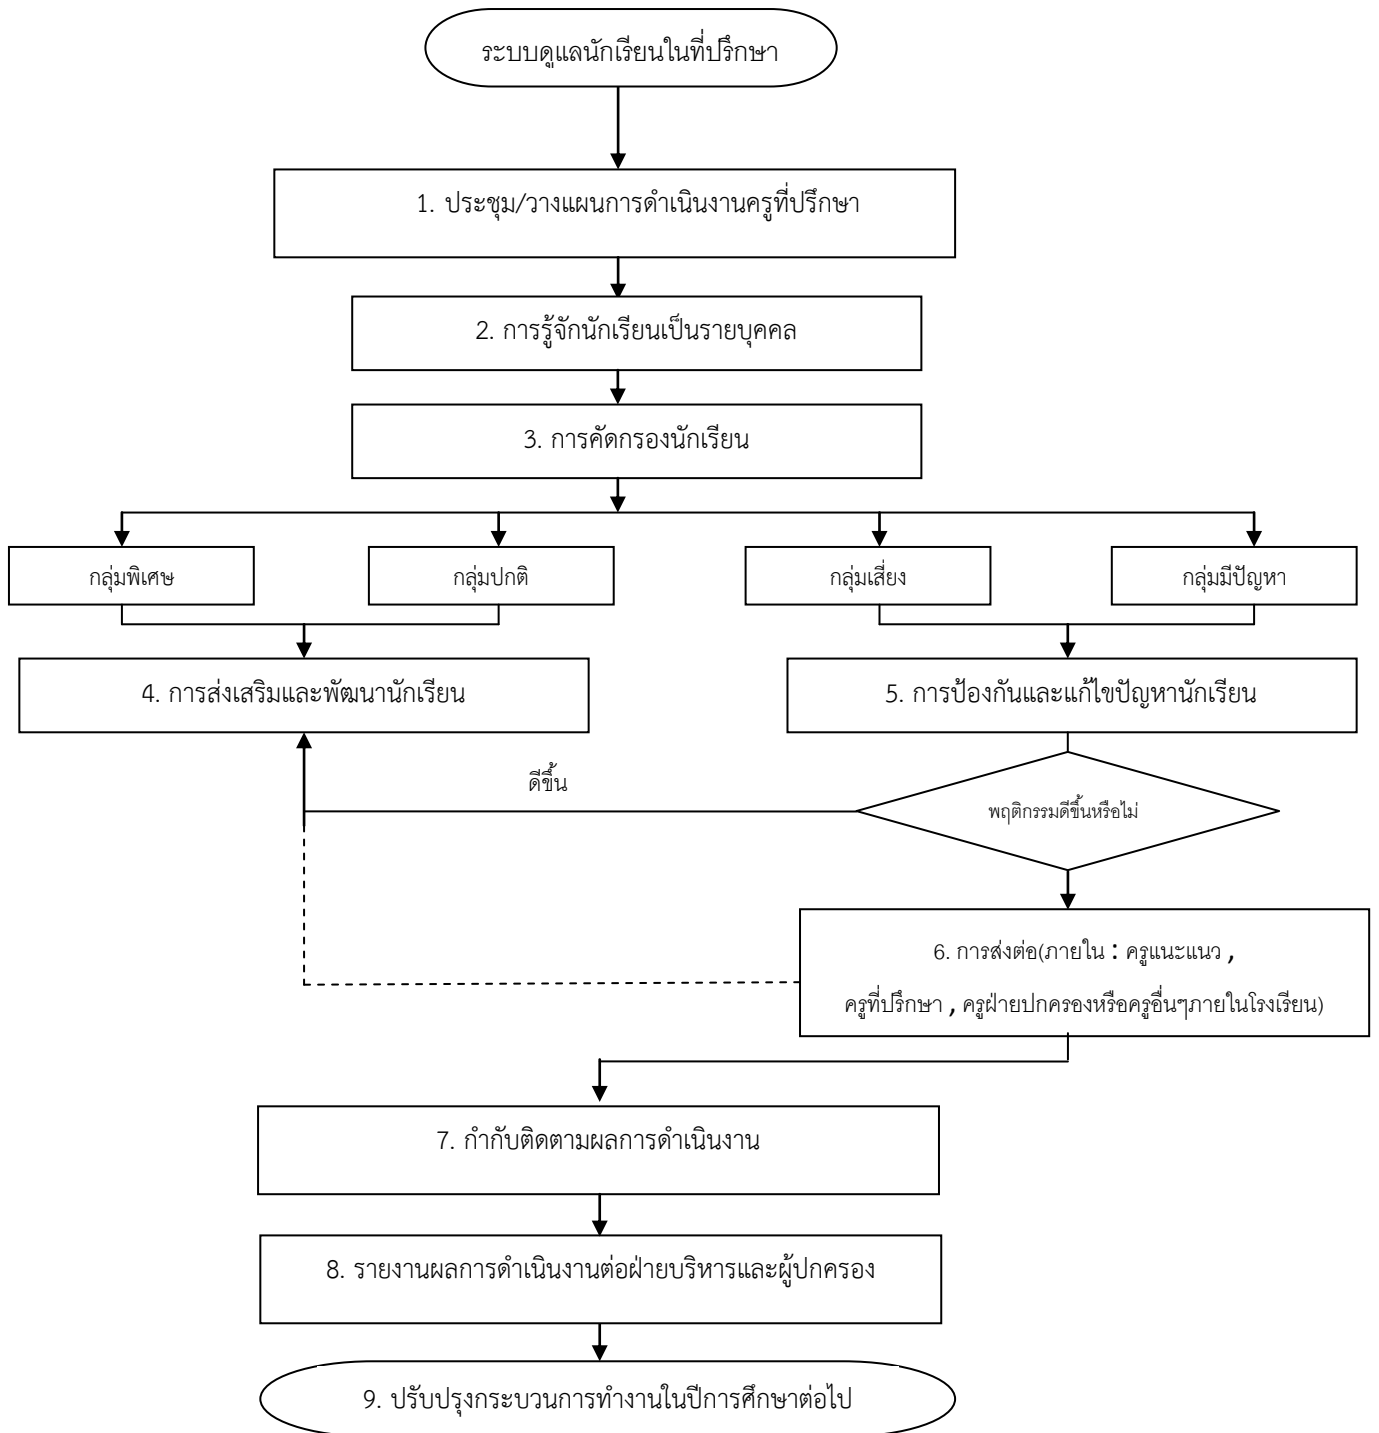 ระบบดูแลนักเรียนในที่ปรึกษา
1. ประชุม/วางแผนการดำเนินงานครูที่ปรึกษา
2. การรู้จักนักเรียนเป็นรายบุคคล
3. การคัดกรองนักเรียน
กลุ่มพิเศษ
กลุ่มปกติ
กลุ่มเสี่ยง
กลุ่มมีปัญหา
4. การส่งเสริมและพัฒนานักเรียน
5. การป้องกันและแก้ไขปัญหานักเรียน
ดีขึ้น
พฤติกรรมดีขึ้นหรือไม่
6. การส่งต่อ(ภายใน : ครูแนะแนว ,
ครูที่ปรึกษา , ครูฝ่ายปกครองหรือครูอื่นๆภายในโรงเรียน)
7. กำกับติดตามผลการดำเนินงาน
8. รายงานผลการดำเนินงานต่อฝ่ายบริหารและผู้ปกครอง
9. ปรับปรุงกระบวนการทำงานในปีการศึกษาต่อไป